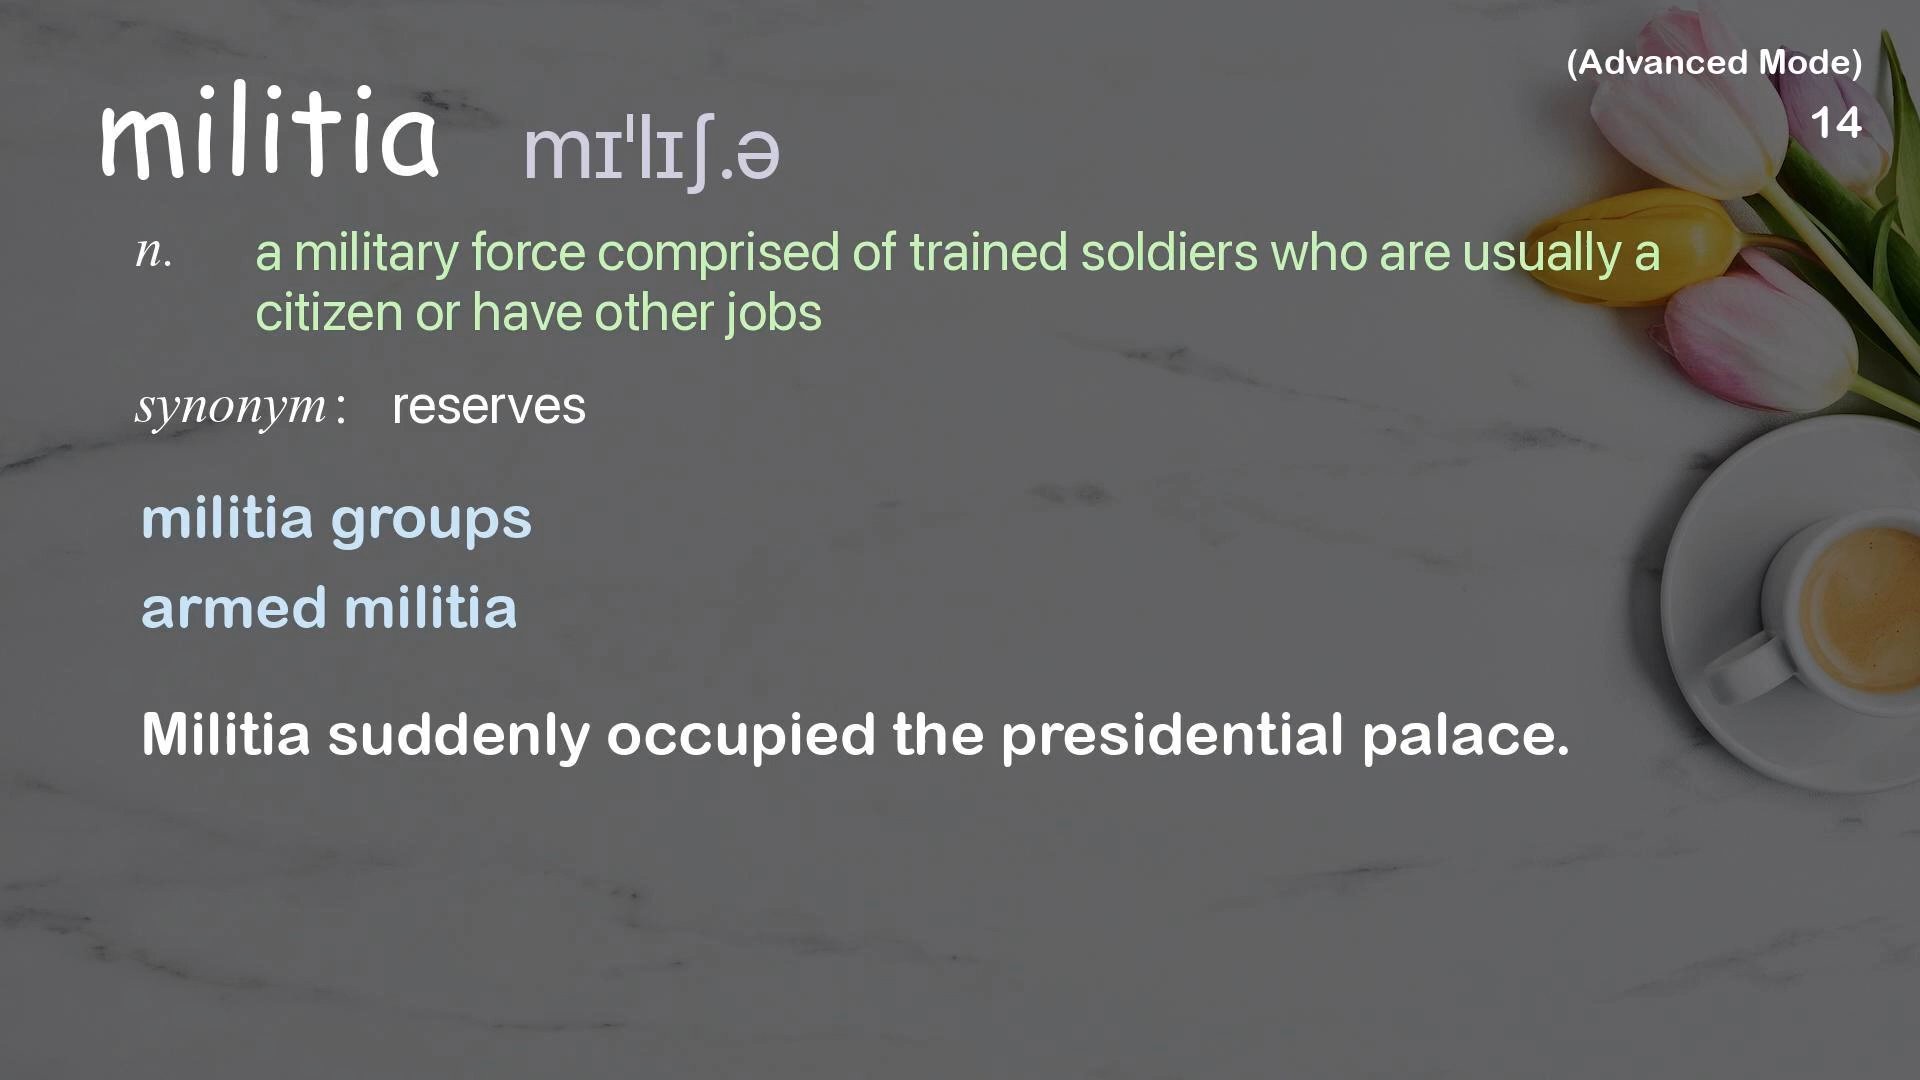 (Advanced Mode)
14
militia mɪˈlɪʃ.ə
n. a military force comprised of trained soldiers who are usually a
citizen or have other jobs
synonym: reserves
militia groups
armed militia
Militia suddenly occupied the presidential palace.